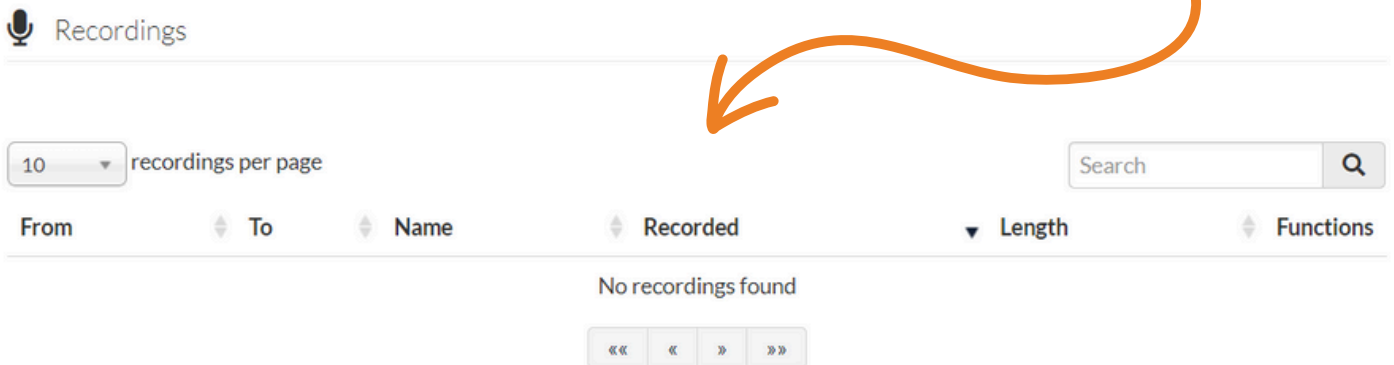 Recordings
10 recordings per page Search
From To Name Recorded Length Functions
No recordings found
«« « » »»